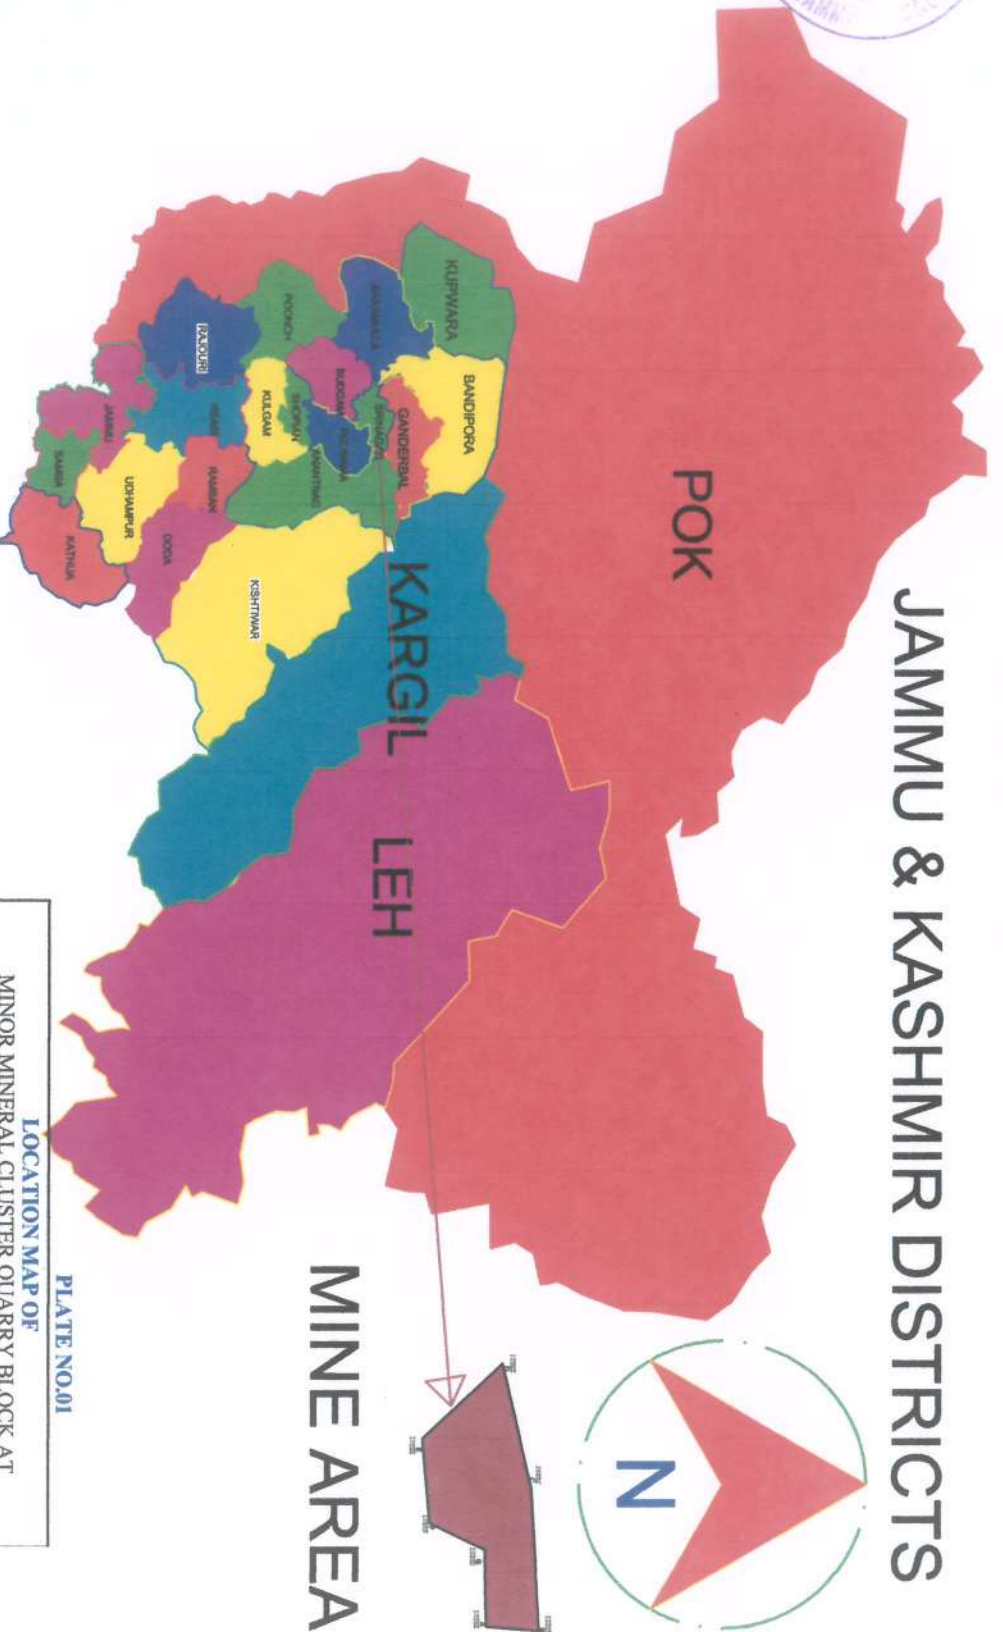 JAMMU & KASHMIR DISTRICTS
POK
KUPWARA
BANDIPORA
BARAMULLA
GANDERBAL
SRINAGAR
BUDGAM
PULWAMA
SHOPIAN
ANANTNAG
KULGAM
POONCH
RAJOURI
REASI
RAMBAN
KISHTIWAR
DODA
UDHAMPUR
JAMMU
SAMBA
KATHUA
KARGIL
LEH
N
MINE AREA
PLATE NO.01
LOCATION MAP OF
MINOR MINERAL CLUSTER QUARRY BLOCK AT